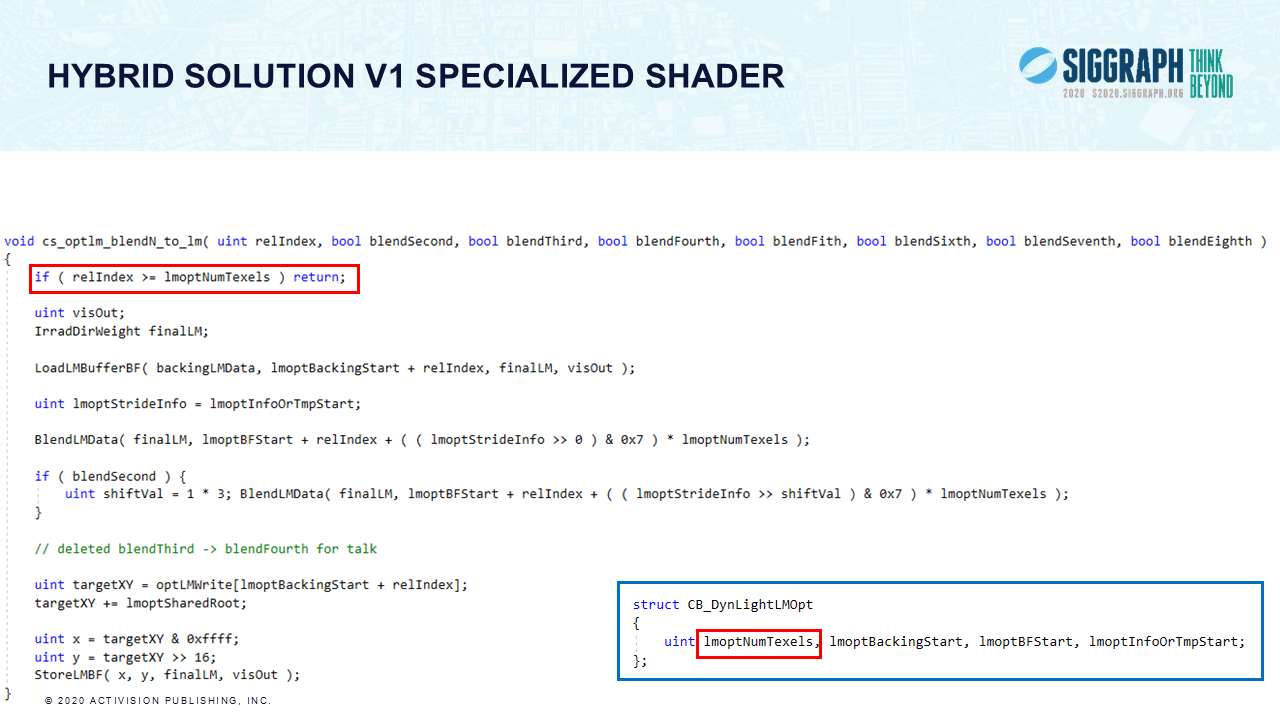 HYBRID SOLUTION V1 SPECIALIZED SHADER
SIGGRAPH THINK
2020 S2020.SIGGRAPH.ORG BEYOND
void cs_optlm_blendN_to_lm( uint relIndex, bool blendSecond, bool blendThird, bool blendFourth, bool blendFith, bool blendSixth, bool blendSeventh, bool blendEighth )
{
if ( relIndex >= lmoptNumTexels ) return;
uint visOut;
IrradDirWeight finalLM;
LoadLMBufferBF( backingLMData, lmoptBackingStart + relIndex, finalLM, visOut );
uint lmoptStrideInfo = lmoptInfoOrTmpStart;
BlendLMData( finalLM, lmoptBFStart + relIndex + ( ( lmoptStrideInfo >> 0 ) & 0x7 ) * lmoptNumTexels );
if ( blendSecond ) {
uint shiftVal = 1 * 3; BlendLMData( finalLM, lmoptBFStart + relIndex + ( ( lmoptStrideInfo >> shiftVal ) & 0x7 ) * lmoptNumTexels );
}
// deleted blendThird -> blendFourth for talk
uint targetXY = optLMWrite[lmoptBackingStart + relIndex];
targetXY += lmoptSharedRoot;
uint x = targetXY & 0xffff;
uint y = targetXY >> 16;
StoreLMBF( x, y, finalLM, visOut );
}
struct CB_DynLightLMOpt
{
uint lmoptNumTexels, lmoptBackingStart, lmoptBFStart, lmoptInfoOrTmpStart;
};
© 2020 ACTIVISION PUBLISHING, INC.